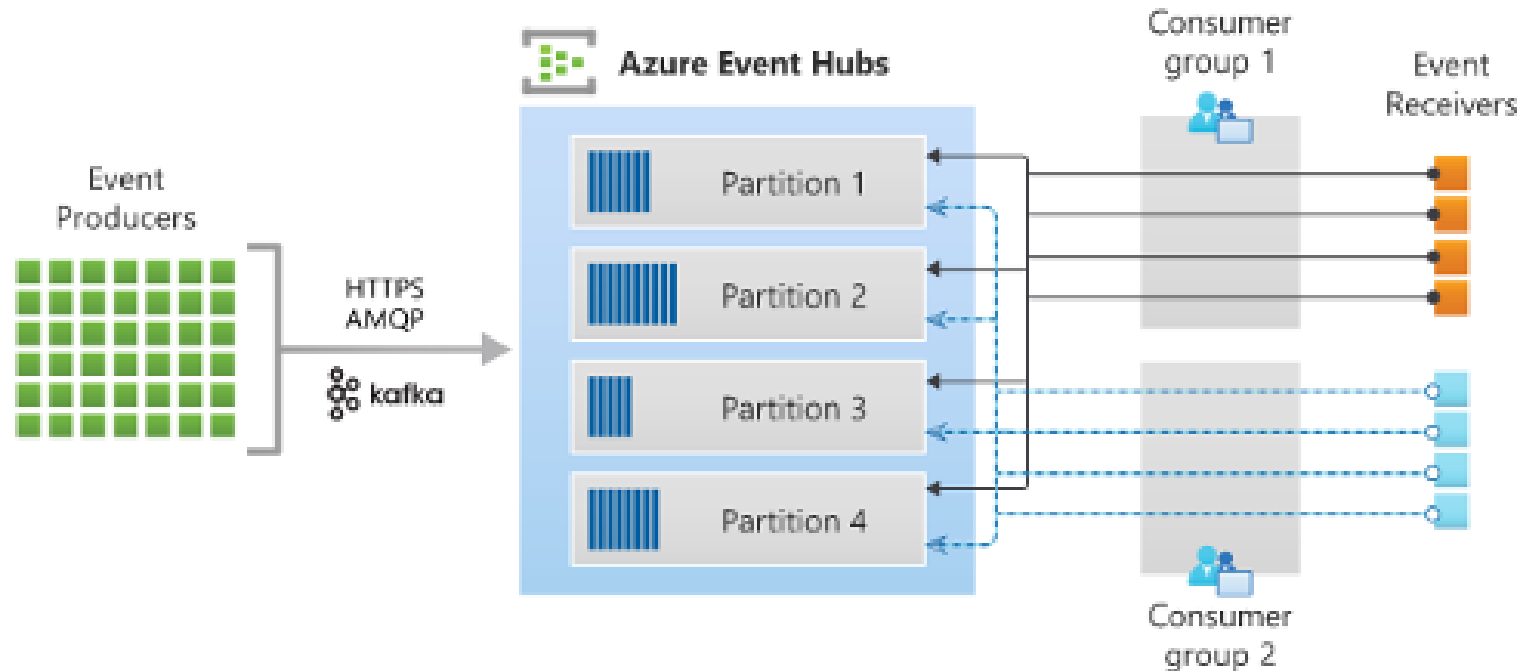 Event
Producers
HTTPS
AMQP
kafka
Azure Event Hubs
Partition 1
Partition 2
Partition 3
Partition 4
Consumer
group 1
Event
Receivers
Consumer
group 2